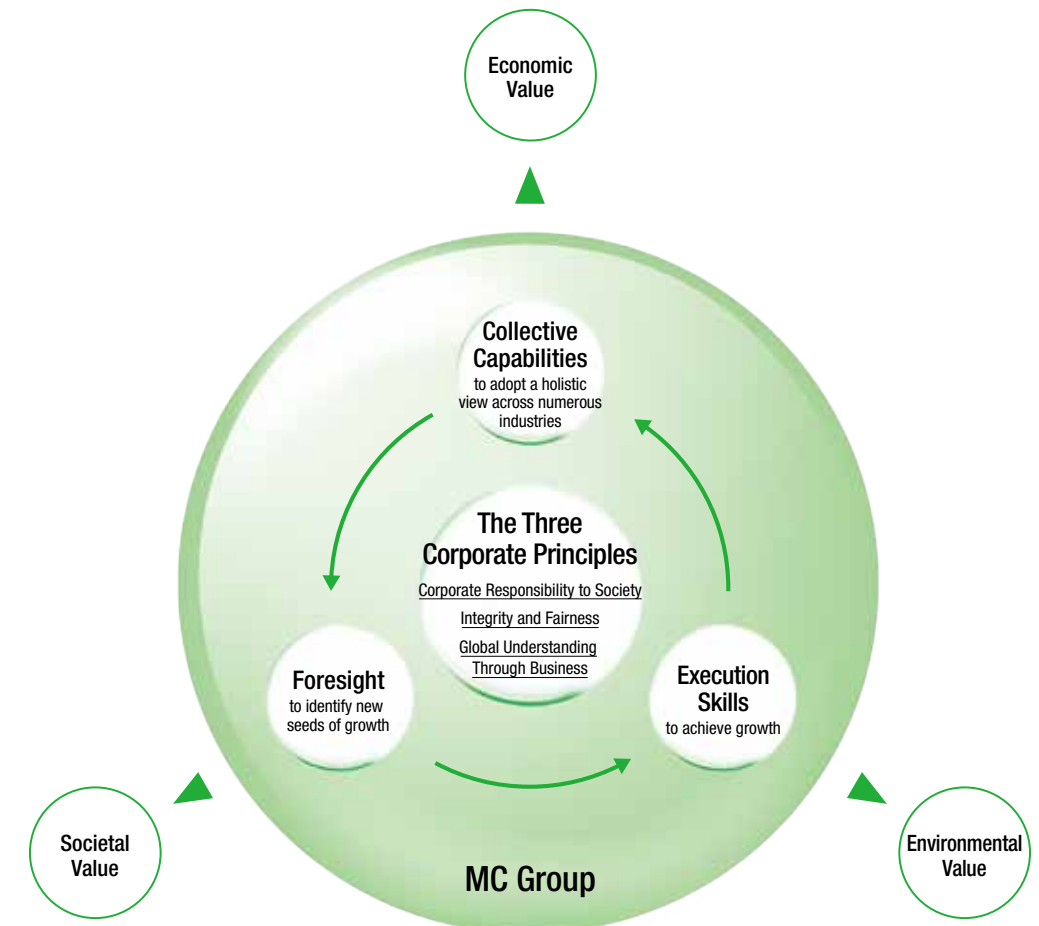 Economic
Value
Collective
Capabilities
to adopt a holistic
view across numerous
industries
The Three
Corporate Principles
Corporate Responsibility to Society
Integrity and Fairness
Global Understanding
Through Business
Foresight
to identify new
seeds of growth
Execution
Skills
to achieve growth
Societal
Value
Environmental
Value
MC Group